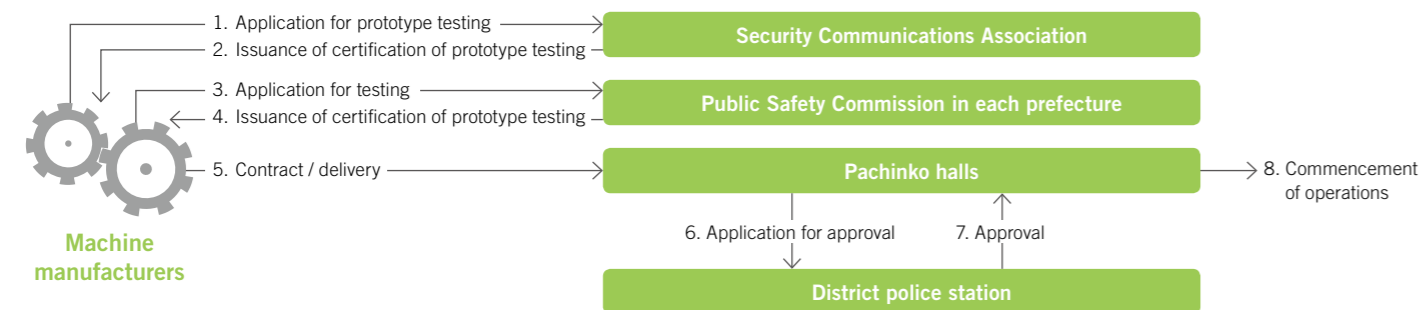 1. Application for prototype testing
Security Communications Association
2. Issuance of certification of prototype testing
3. Application for testing
Public Safety Commission in each prefecture
4. Issuance of certification of prototype testing
5. Contract / delivery
Pachinko halls
8. Commencement
of operations
6. Application for approval
7. Approval
Machine
manufacturers
District police station